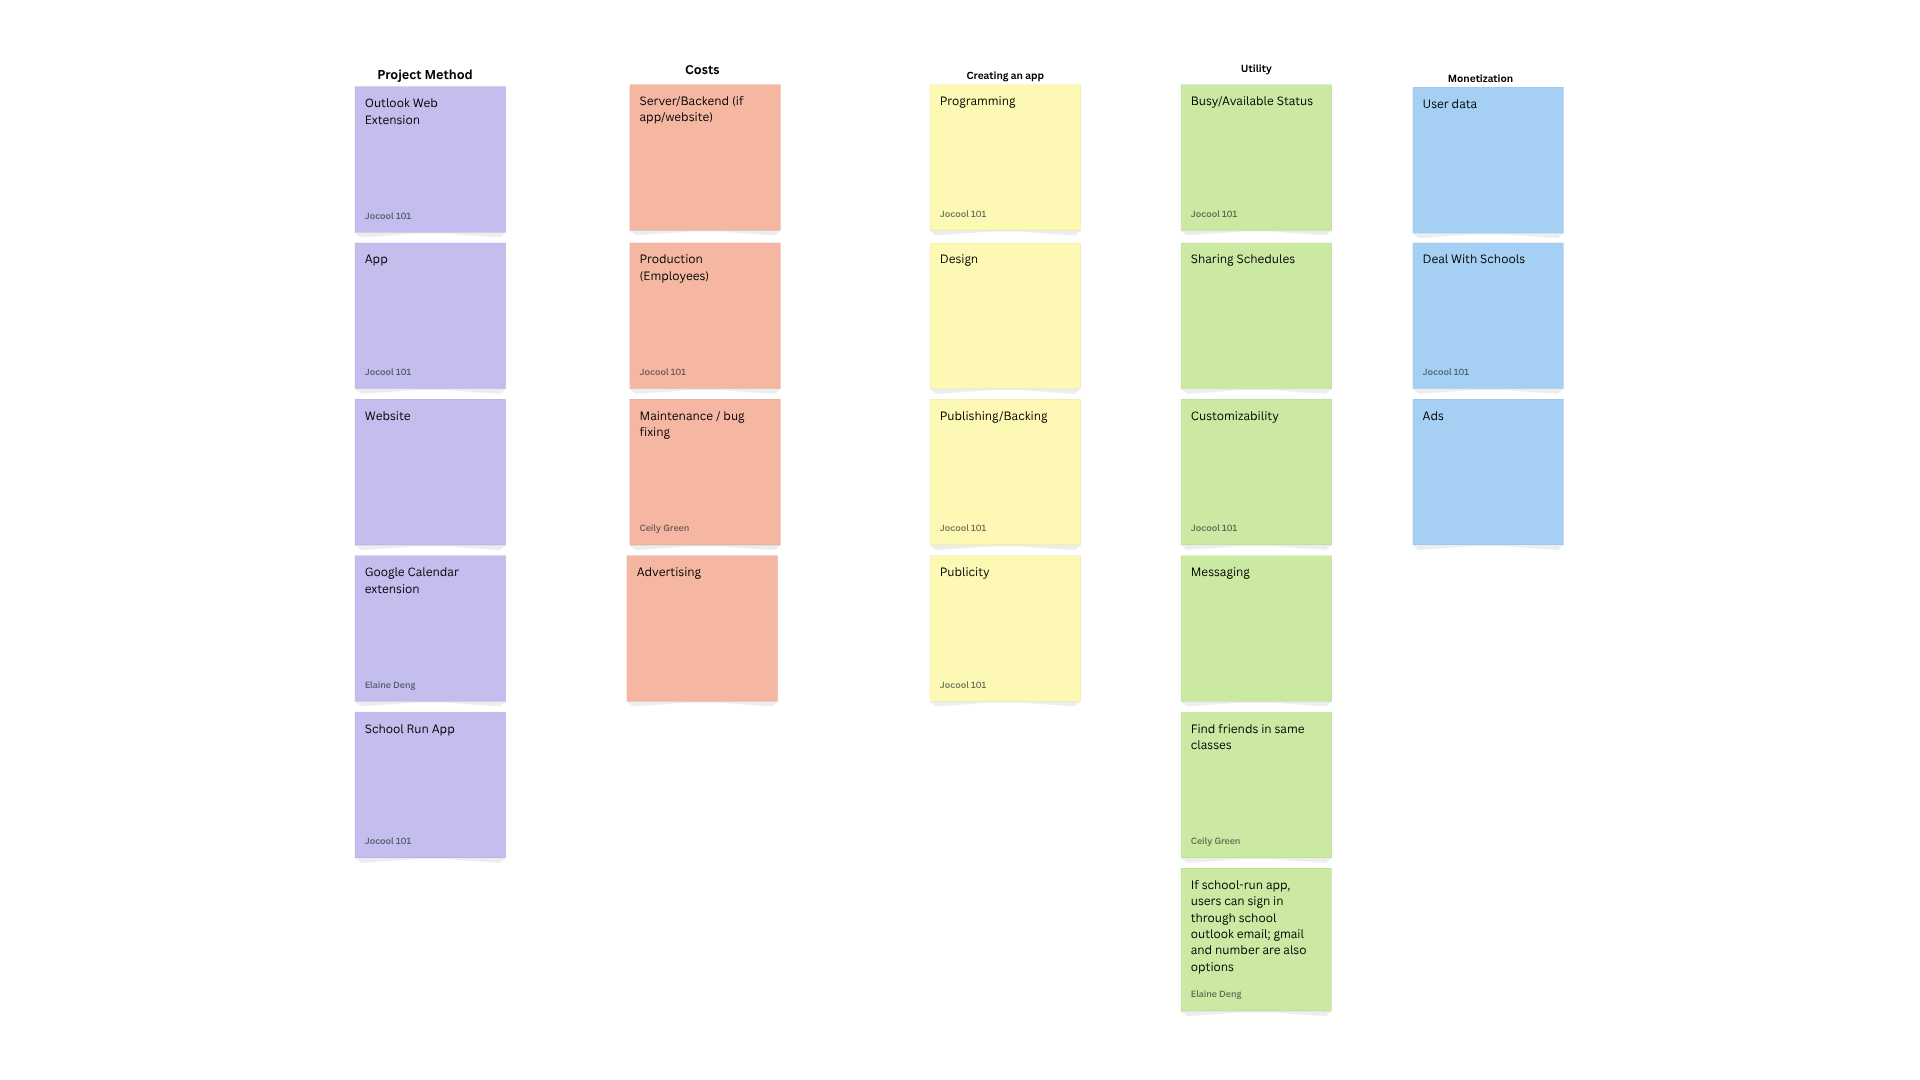 Project Method
Outlook Web
Extension
Jocool 101
App
Jocool 101
Website
Google Calendar
extension
Elaine Deng
School Run App
Jocool 101
Costs
Server/Backend (if
app/website)
Production
(Employees)
Jocool 101
Maintenance / bug
fixing
Ceily Green
Advertising
Creating an app
Programming
Jocool 101
Design
Publishing/Backing
Jocool 101
Publicity
Jocool 101
Utility
Busy/Available Status
Jocool 101
Sharing Schedules
Customizability
Jocool 101
Messaging
Find friends in same
classes
Ceily Green
If school-run app,
users can sign in
through school
outlook email; gmail
and number are also
options
Elaine Deng
Monetization
User data
Deal With Schools
Jocool 101
Ads